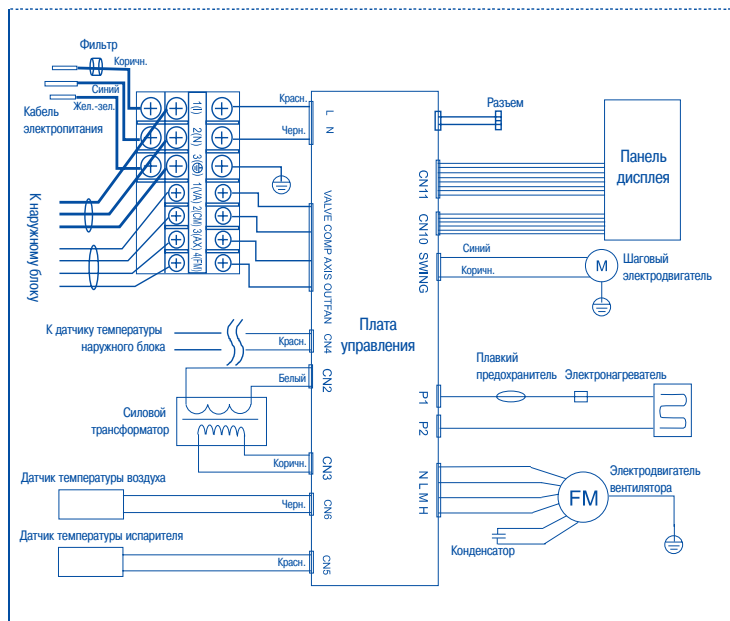 Фильтр
Коричн.
Синий
Жел.-зел.
Кабель
электропитания
К наружному блоку
1(l)
2(N)
3(⏚)
1(VA)
2(CM)
3(AX)
4(FM)
Красн.
Черн.
L
N
VALVE COMP AXIS OUTFAN
К датчику температуры
наружного блока
Красн.
CN4
Белый
CN2
Силовой
трансформатор
Коричн.
CN3
Датчик температуры воздуха
Черн.
CN6
Датчик температуры испарителя
Красн.
CN5
Плата
управления
Разъем
CN11
CN10
Панель
дисплея
SWING
Синий
Коричн.
M
Шаговый
электродвигатель
Плавкий
предохранитель
Электронагреватель
P1
P2
N L M H
FM
Электродвигатель
вентилятора
Конденсатор